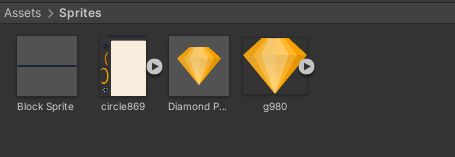 Assets > Sprites
Block Sprite
circle869
Diamond P...
g980